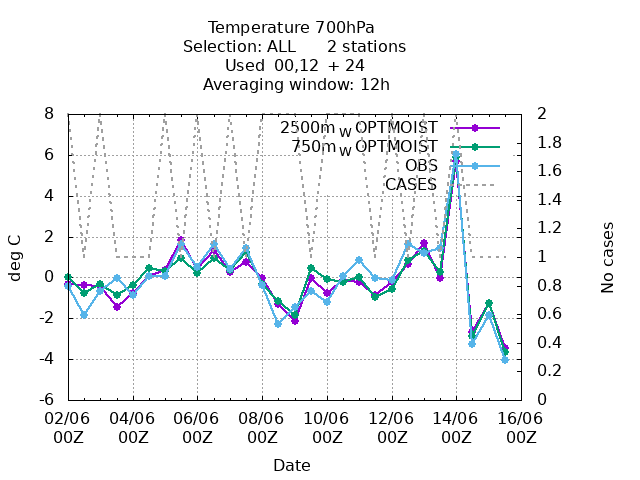 Temperature 700hPa
Selection: ALL 2 stations
Used 00,12 + 24
Averaging window: 12h
2500m W OPTMOIST
750m W OPTMOIST
OBS
CASES
8
6
4
2
0
-2
-4
-6
deg C
2
1.8
1.6
1.4
1.2
1
0.8
0.6
0.4
0.2
0
No cases
02/06 04/06 06/06 08/06 10/06 12/06 14/06 16/06
00Z 00Z 00Z 00Z 00Z 00Z 00Z 00Z
Date